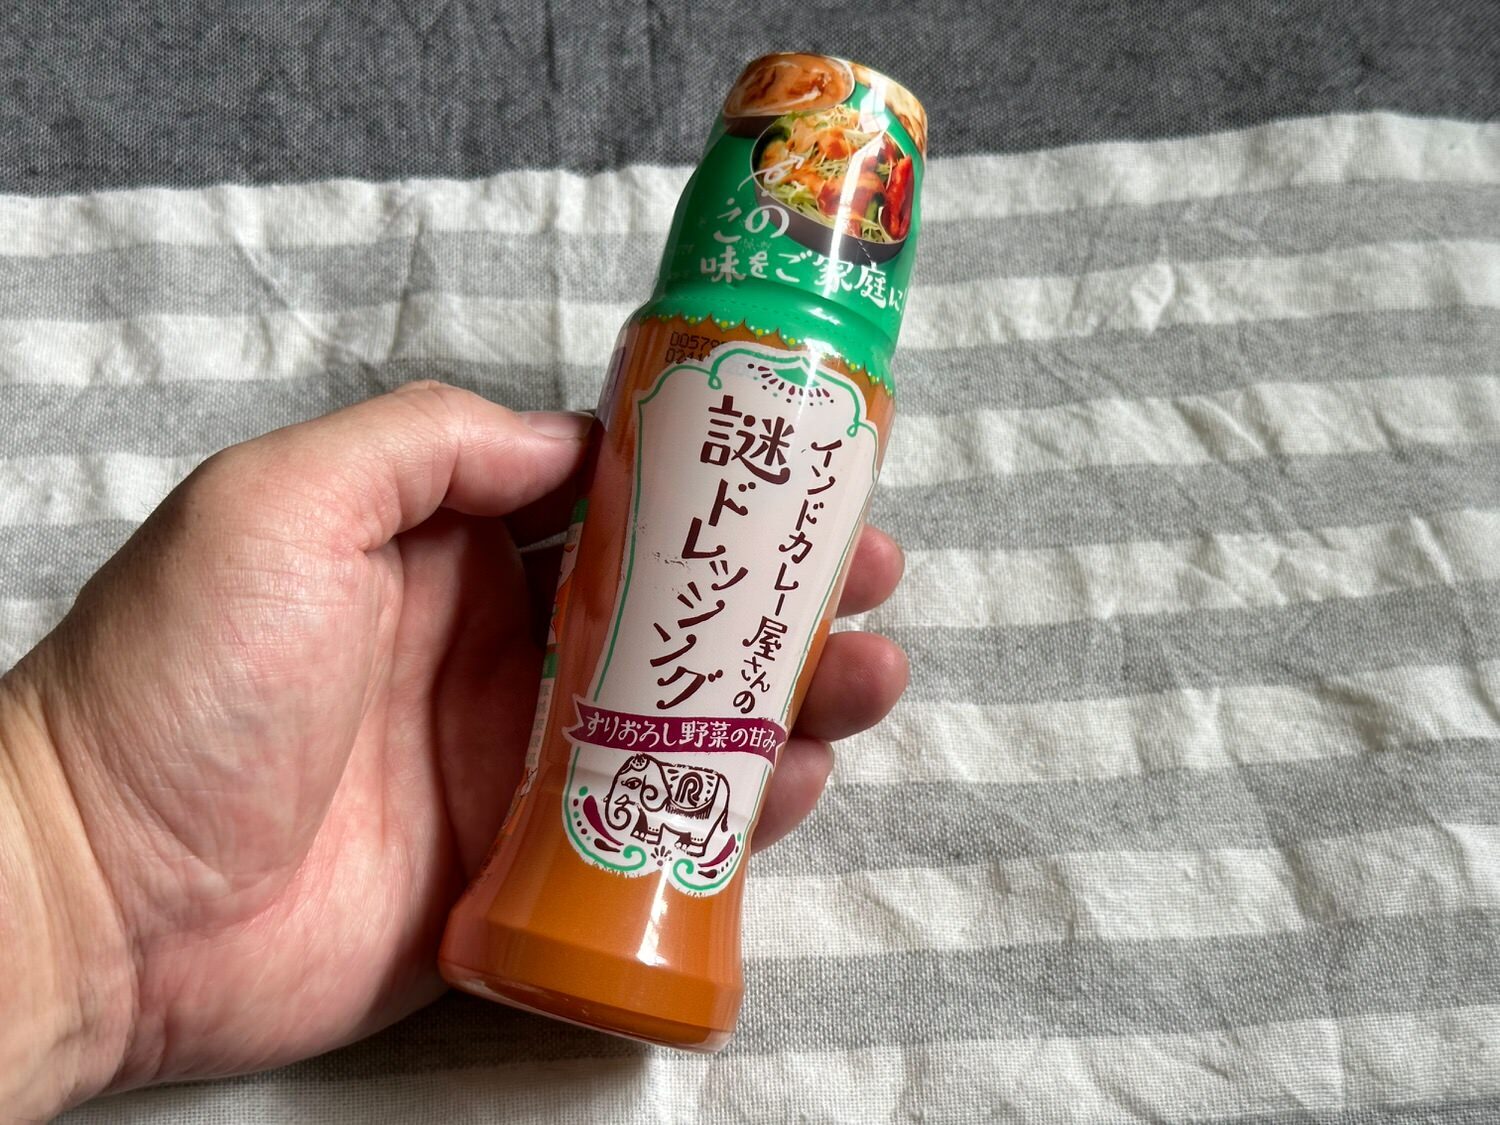 この
味をご家庭に
00579
インドカレー屋さんの
謎ドレッシング
すりおろし野菜の甘み
R